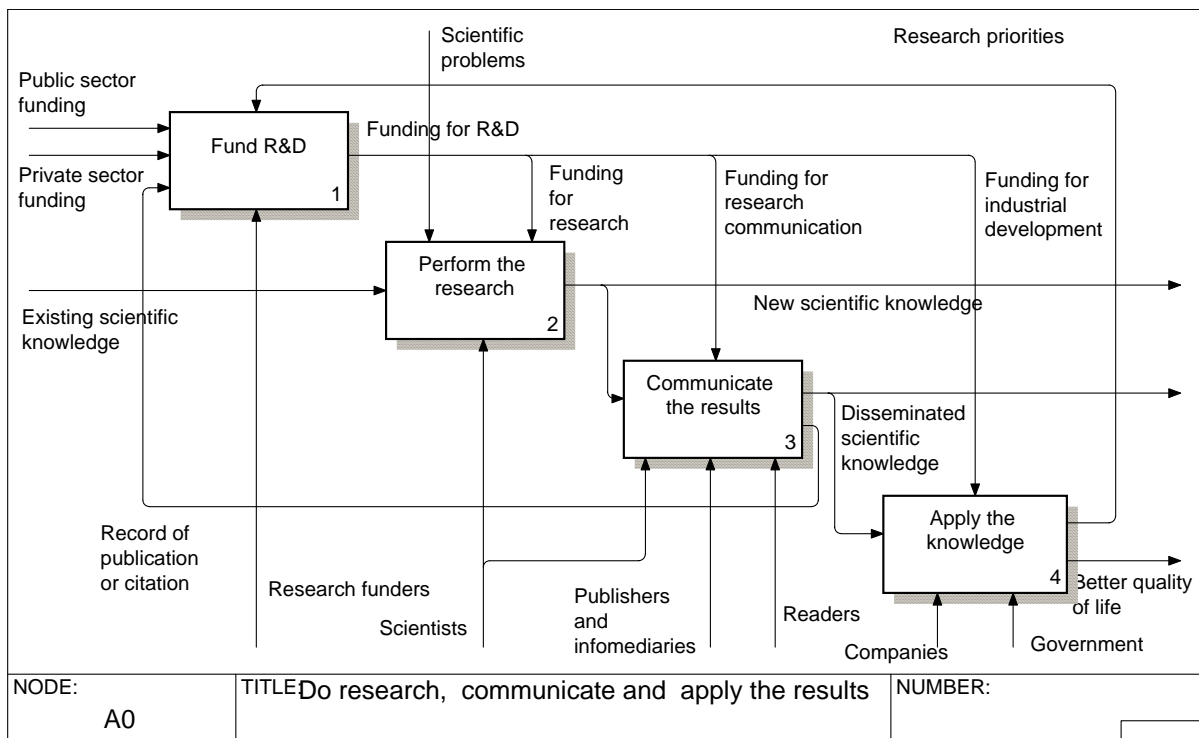 Scientific
problems
Research priorities
Public sector
funding
Fund R&D
1
Funding for R&D
Private sector
funding
Funding
for
research
Funding for
research
communication
Funding for
industrial
development
Perform the
research
2
Existing scientific
knowledge
New scientific knowledge
Communicate
the results
3
Disseminated
scientific
knowledge
Apply the
knowledge
4
Record of
publication
or citation
Research funders
Scientists
Publishers
and
infomediaries
Readers
Companies
Government
Better quality
of life
NODE:
A0
TITLE:
Do research, communicate and apply the results
NUMBER: